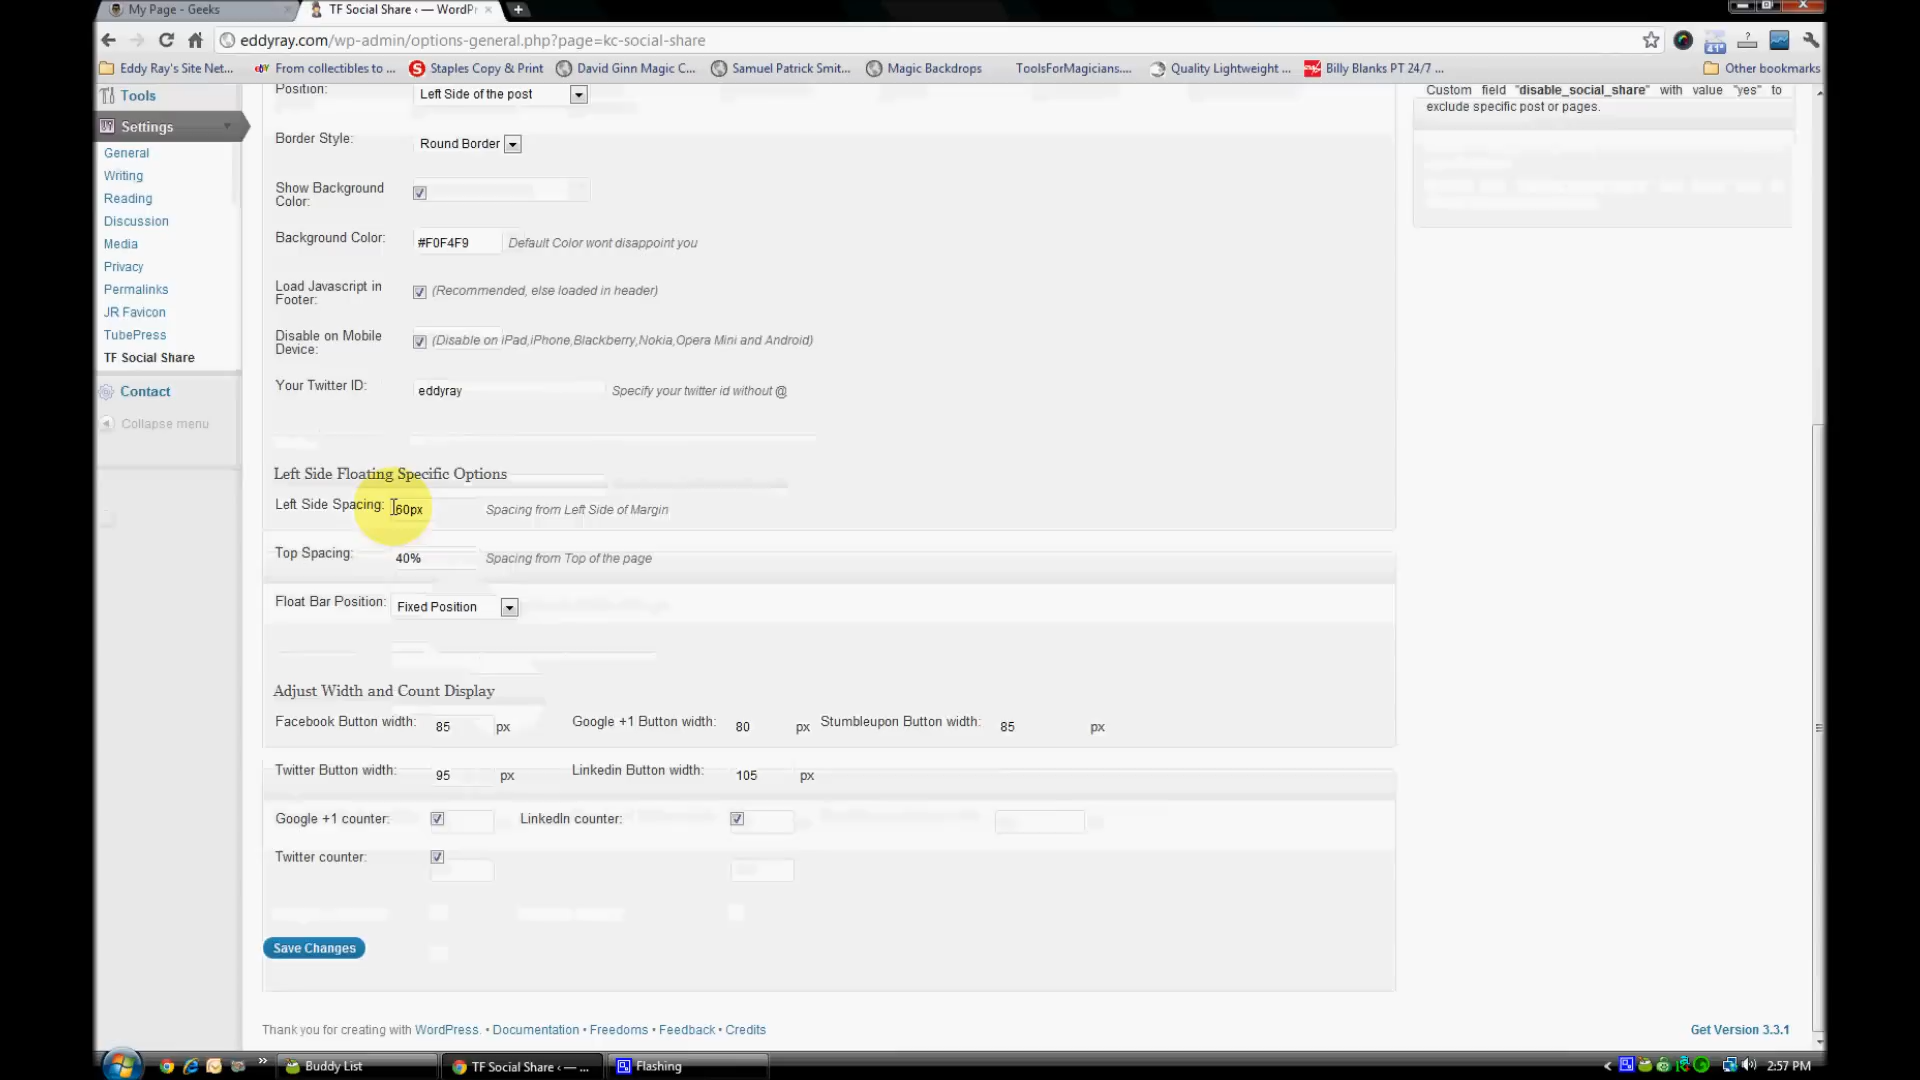 My Page - Geeks
TF Social Share ‹ — WordPr
eddyray.com/wp-admin/options-general.php?page=kc-social-share
Eddy Ray's Site Net...
From collectibles to ...
Staples Copy & Print
David Ginn Magic C...
Samuel Patrick Smit...
Magic Backdrops
ToolsForMagicians....
Quality Lightweight ...
Billy Blanks PT 24/7 ...
Other bookmarks
Tools
Settings
General
Writing
Reading
Discussion
Media
Privacy
Permalinks
JR Favicon
TubePress
TF Social Share
Contact
Collapse menu
Position: Left Side of the post
Border Style: Round Border
Show Background
Color:
Background Color: #F0F4F9 Default Color wont disappoint you
Load Javascript in
Footer: (Recommended, else loaded in header)
Disable on Mobile
Device: (Disable on iPad,iPhone,Blackberry,Nokia,Opera Mini and Android)
Your Twitter ID: eddyray Specify your twitter id without @
Left Side Floating Specific Options
Left Side Spacing: 60px Spacing from Left Side of Margin
Top Spacing: 40% Spacing from Top of the page
Float Bar Position: Fixed Position
Adjust Width and Count Display
Facebook Button width: 85 px Google +1 Button width: 80 px Stumbleupon Button width: 85 px
Twitter Button width: 95 px Linkedin Button width: 105 px
Google +1 counter: LinkedIn counter:
Twitter counter:
Save Changes
Custom field "disable_social_share" with value "yes" to
exclude specific post or pages.
Thank you for creating with WordPress. • Documentation • Freedoms • Feedback • Credits
Get Version 3.3.1
Buddy List
TF Social Share ‹ — ...
Flashing
2:57 PM